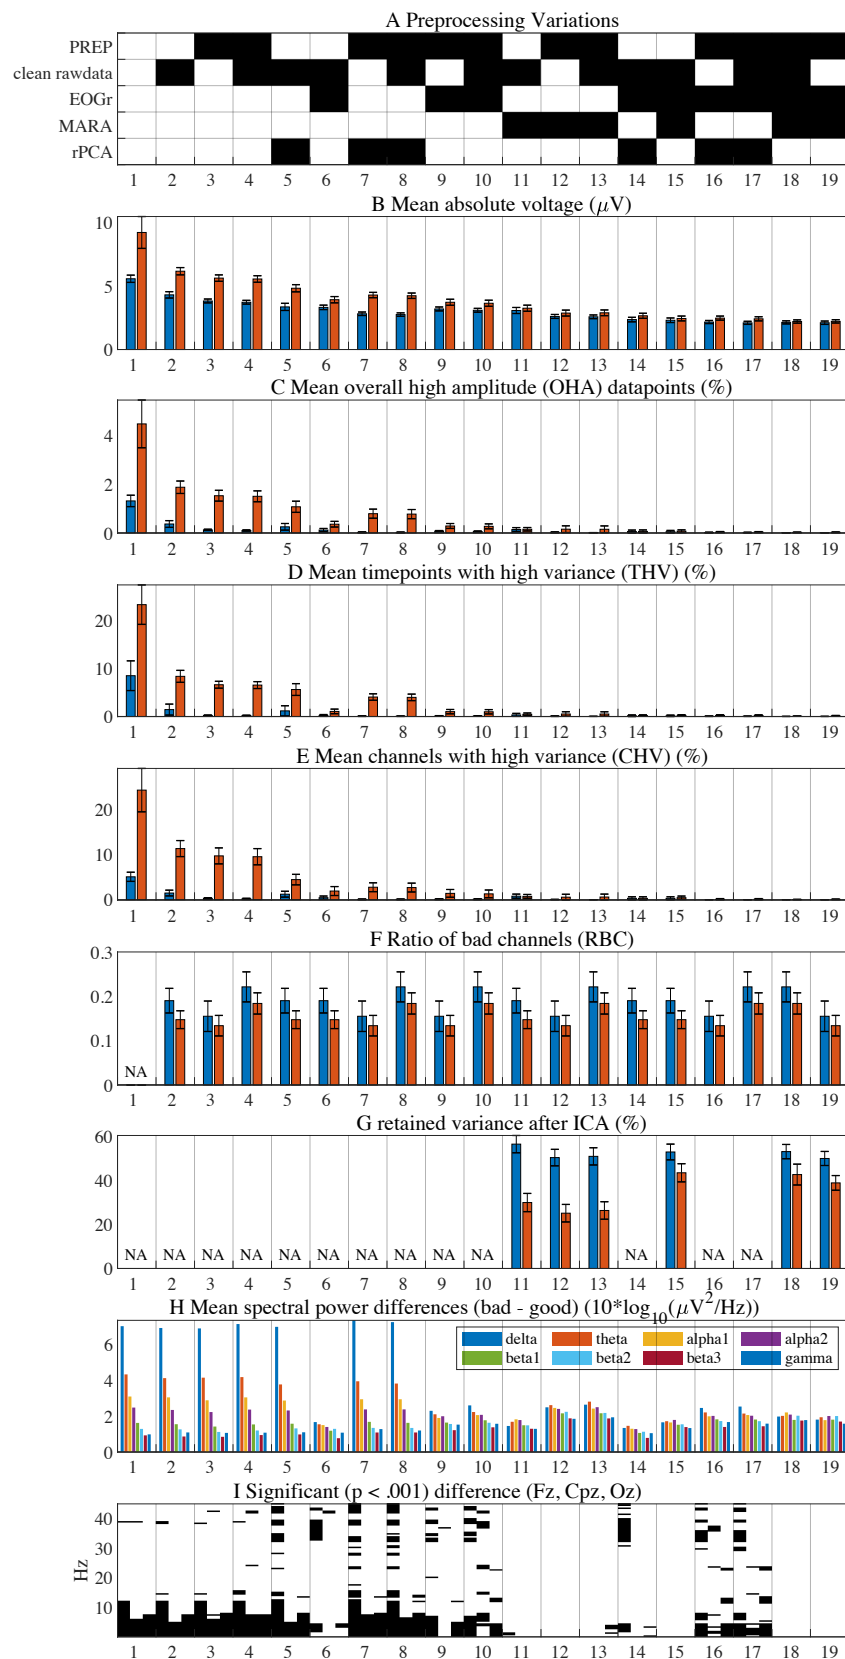 A Preprocessing Variations
PREP
clean rawdata
EOGr
MARA
rPCA
1 2 3 4 5 6 7 8 9 10 11 12 13 14 15 16 17 18 19
B Mean absolute voltage (μV)
10
5
0
1 2 3 4 5 6 7 8 9 10 11 12 13 14 15 16 17 18 19
C Mean overall high amplitude (OHA) datapoints (%)
4
2
0
1 2 3 4 5 6 7 8 9 10 11 12 13 14 15 16 17 18 19
D Mean timepoints with high variance (THV) (%)
20
10
0
1 2 3 4 5 6 7 8 9 10 11 12 13 14 15 16 17 18 19
E Mean channels with high variance (CHV) (%)
20
10
0
1 2 3 4 5 6 7 8 9 10 11 12 13 14 15 16 17 18 19
F Ratio of bad channels (RBC)
0.3
0.2
0.1
NA
0
1 2 3 4 5 6 7 8 9 10 11 12 13 14 15 16 17 18 19
G retained variance after ICA (%)
60
40
20
NA NA NA NA NA NA NA NA NA NA NA NA NA
0
1 2 3 4 5 6 7 8 9 10 11 12 13 14 15 16 17 18 19
H Mean spectral power differences (bad - good) (10*log10(μV2/Hz))
delta theta alpha1 alpha2
beta1 beta2 beta3 gamma
6
4
2
0
1 2 3 4 5 6 7 8 9 10 11 12 13 14 15 16 17 18 19
I Significant (p < .001) difference (Fz, Cpz, Oz)
40
30
20
10
Hz
1 2 3 4 5 6 7 8 9 10 11 12 13 14 15 16 17 18 19